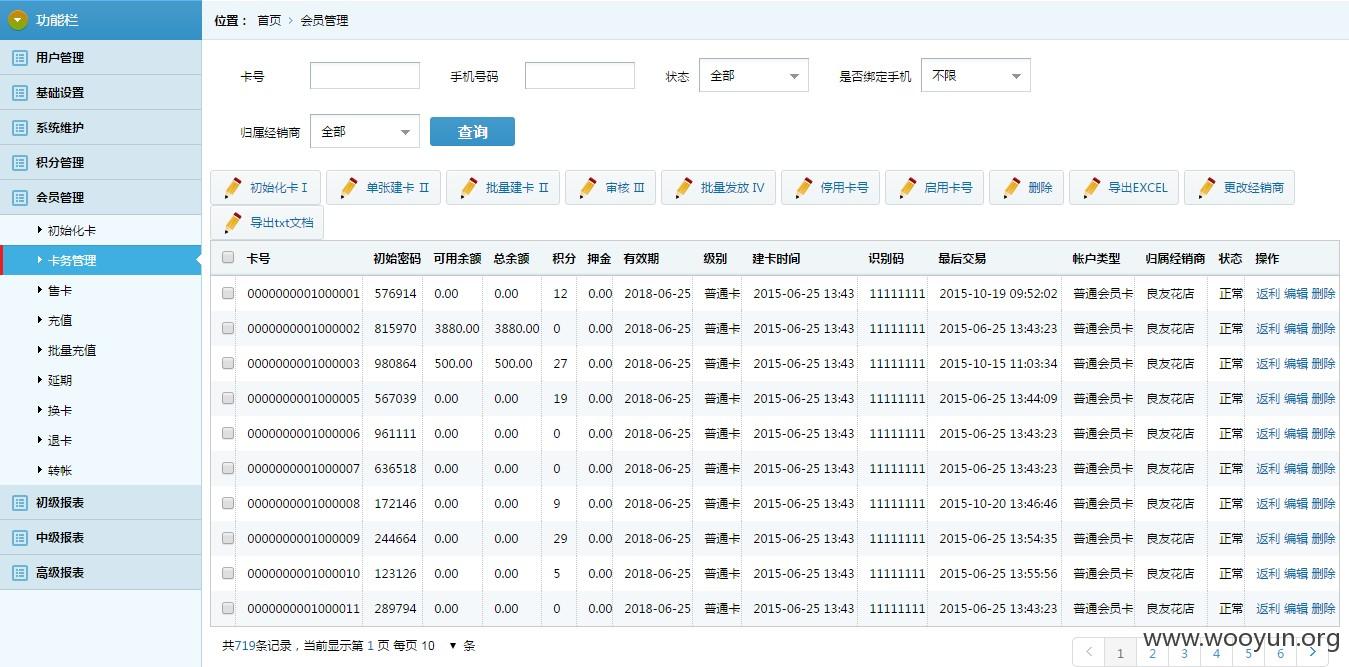 功能栏
用户管理
基础设置
系统维护
积分管理
会员管理
初始化卡
卡务管理
售卡
充值
批量充值
延期
换卡
退卡
转帐
初级报表
中级报表
高级报表
位置： 首页 > 会员管理
卡号 手机号码 状态 全部 是否绑定手机 不限
归属经销商 全部 查询
初始化卡 I 单张建卡 II 批量建卡 II 审核 III 批量发放 IV 停用卡号 启用卡号 删除 导出EXCEL 更改经销商
导出txt文档
卡号 初始密码 可用余额 总余额 积分 押金 有效期 级别 建卡时间 识别码 最后交易 帐户类型 归属经销商 状态 操作
0000000001000001 576914 0.00 0.00 12 0.00 2018-06-25 普通卡 2015-06-25 13:43 11111111 2015-10-19 09:52:02 普通会员卡 良友花店 正常 返利 编辑 删除
0000000001000002 815970 3880.00 3880.00 0 0.00 2018-06-25 普通卡 2015-06-25 13:43 11111111 2015-06-25 13:43:23 普通会员卡 良友花店 正常 返利 编辑 删除
0000000001000003 980864 500.00 500.00 27 0.00 2018-06-25 普通卡 2015-06-25 13:43 11111111 2015-10-15 11:03:34 普通会员卡 良友花店 正常 返利 编辑 删除
0000000001000005 567039 0.00 0.00 19 0.00 2018-06-25 普通卡 2015-06-25 13:43 11111111 2015-06-25 13:44:09 普通会员卡 良友花店 正常 返利 编辑 删除
0000000001000006 961111 0.00 0.00 0 0.00 2018-06-25 普通卡 2015-06-25 13:43 11111111 2015-06-25 13:43:23 普通会员卡 良友花店 正常 返利 编辑 删除
0000000001000007 636518 0.00 0.00 0 0.00 2018-06-25 普通卡 2015-06-25 13:43 11111111 2015-06-25 13:43:23 普通会员卡 良友花店 正常 返利 编辑 删除
0000000001000008 172146 0.00 0.00 9 0.00 2018-06-25 普通卡 2015-06-25 13:43 11111111 2015-10-20 13:46:46 普通会员卡 良友花店 正常 返利 编辑 删除
0000000001000009 244664 0.00 0.00 29 0.00 2018-06-25 普通卡 2015-06-25 13:43 11111111 2015-06-25 13:54:35 普通会员卡 良友花店 正常 返利 编辑 删除
0000000001000010 123126 0.00 0.00 5 0.00 2018-06-25 普通卡 2015-06-25 13:43 11111111 2015-06-25 13:55:56 普通会员卡 良友花店 正常 返利 编辑 删除
0000000001000011 289794 0.00 0.00 0 0.00 2018-06-25 普通卡 2015-06-25 13:43 11111111 2015-06-25 13:43:23 普通会员卡 良友花店 正常 返利 编辑 删除
共719条记录，当前显示第 1 页 每页 10 条
www.wooyun.org
< 1 2 3 4 5 6 >